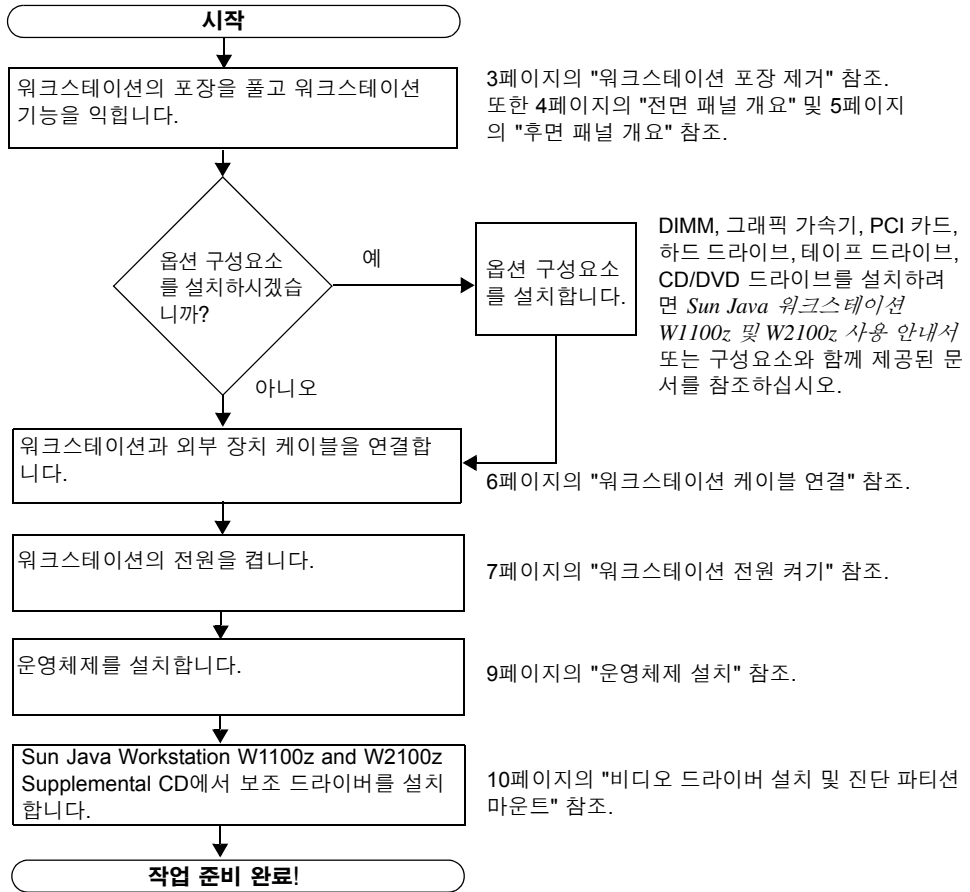 시작
워크스테이션의 포장을 풀고 워크스테이션
기능을 익힙니다.
3페이지의 "워크스테이션 포장 제거" 참조.
또한 4페이지의 "전면 패널 개요" 및 5페이지
의 "후면 패널 개요" 참조.
옵션 구성요소
를 설치하시겠습
니까?
예
옵션 구성요소
를 설치합니다.
DIMM, 그래픽 가속기, PCI 카드,
하드 드라이브, 테이프 드라이브,
CD/DVD 드라이브를 설치하려
면 Sun Java 워크스테이션
W1100z 및 W2100z 사용 안내서
또는 구성요소와 함께 제공된 문
서를 참조하십시오.
아니오
워크스테이션과 외부 장치 케이블을 연결합
니다.
6페이지의 "워크스테이션 케이블 연결" 참조.
워크스테이션의 전원을 켭니다.
7페이지의 "워크스테이션 전원 켜기" 참조.
운영체제를 설치합니다.
9페이지의 "운영체제 설치" 참조.
Sun Java Workstation W1100z and W2100z
Supplemental CD에서 보조 드라이버를 설치
합니다.
10페이지의 "비디오 드라이버 설치 및 진단 파티션
마운트" 참조.
작업 준비 완료!